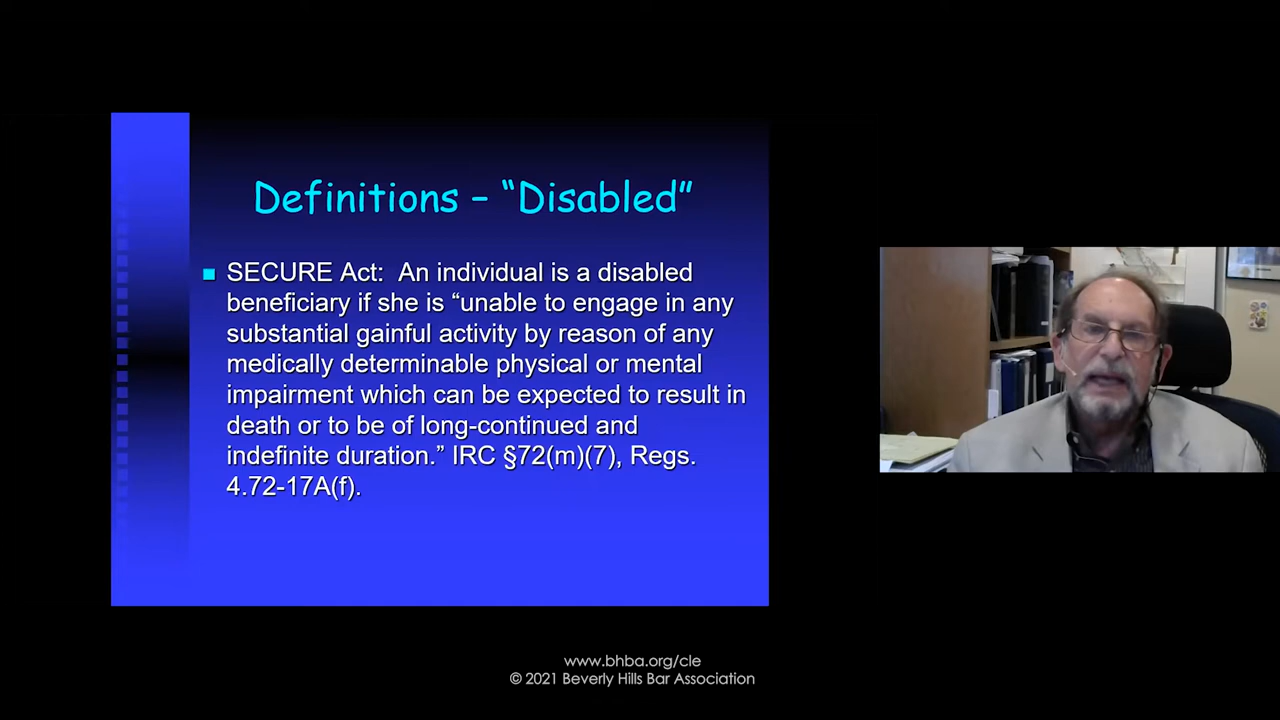 Definitions – “Disabled”
SECURE Act:  An individual is a disabled
beneficiary if she is “unable to engage in any
substantial gainful activity by reason of any
medically determinable physical or mental
impairment which can be expected to result in
death or to be of long-continued and
indefinite duration.” IRC §72(m)(7), Regs.
4.72-17A(f).
www.bhba.org/cle
© 2021 Beverly Hills Bar Association